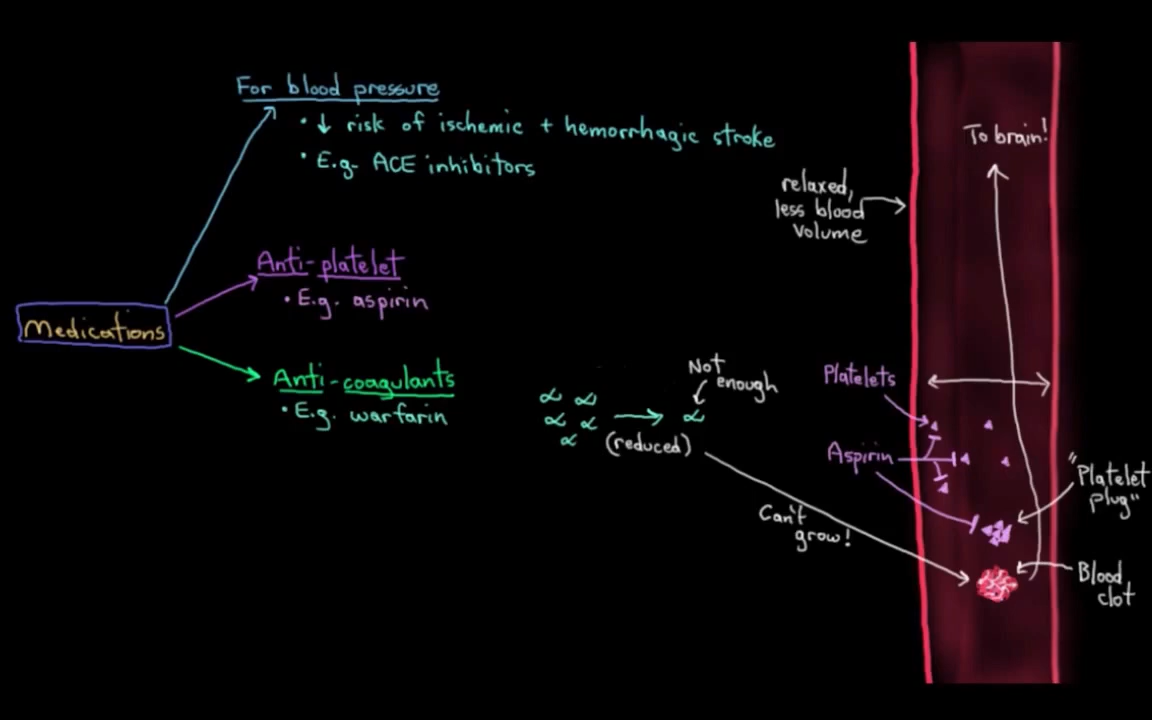 For blood pressure
• ↓ risk of ischemic + hemorrhagic stroke
• E.g. ACE inhibitors
To brain!
relaxed,
less blood
volume
Anti-platelet
• E.g. aspirin
Medications
Anti-coagulants
• E.g. warfarin
(reduced)
Not
enough
Can't
grow!
Platelets
Aspirin
"Platelet
plug"
Blood
clot